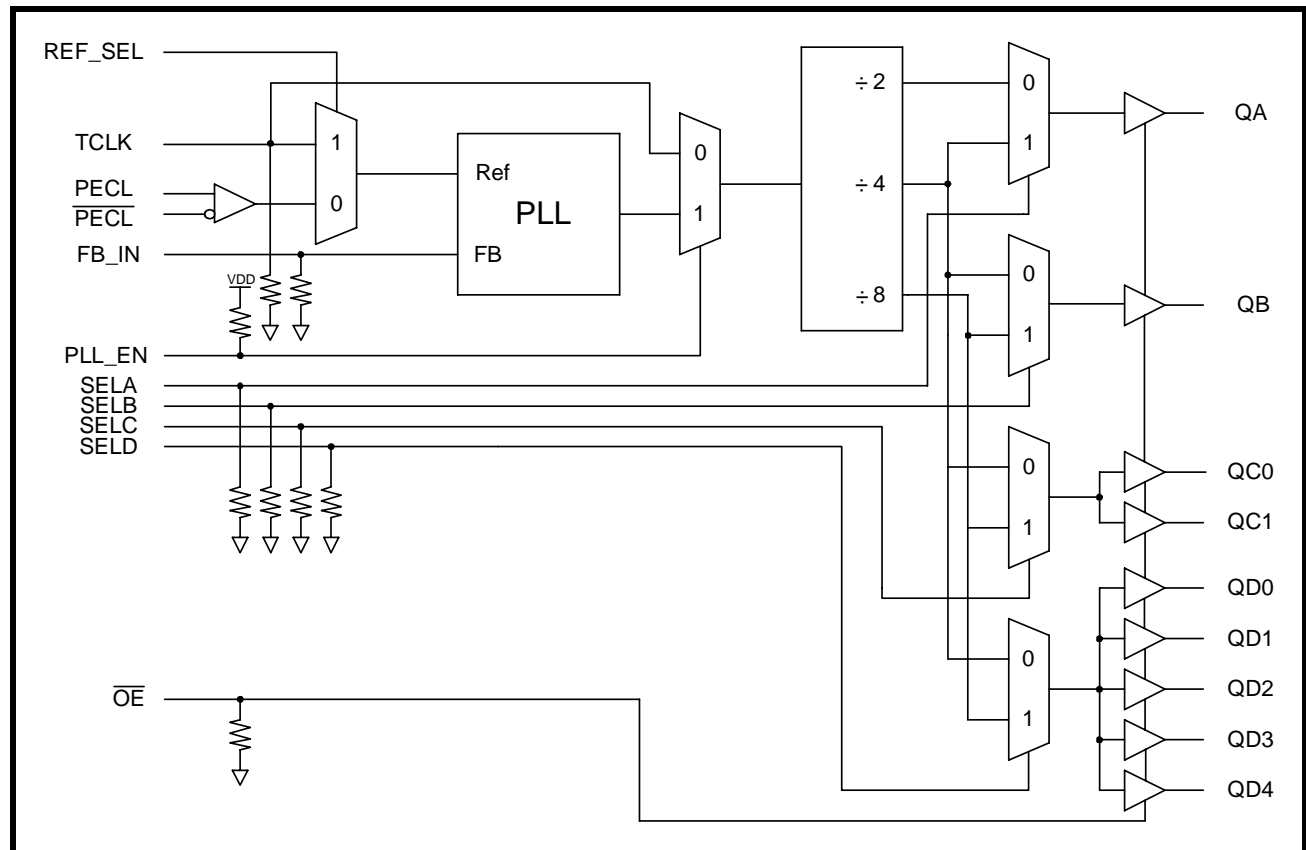 REF_SEL
TCLK
PECL
PECL
FB_IN
VDD
PLL_EN
SELA
SELB
SELC
SELD
OE
1
0
Ref
PLL
FB
0
1
÷ 2
÷ 4
÷ 8
0
1
0
1
0
1
0
1
QA
QB
QC0
QC1
QD0
QD1
QD2
QD3
QD4